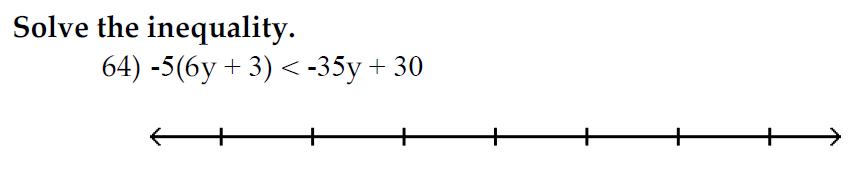 Solve the inequality.
64) -5(6y + 3) < -35y + 30